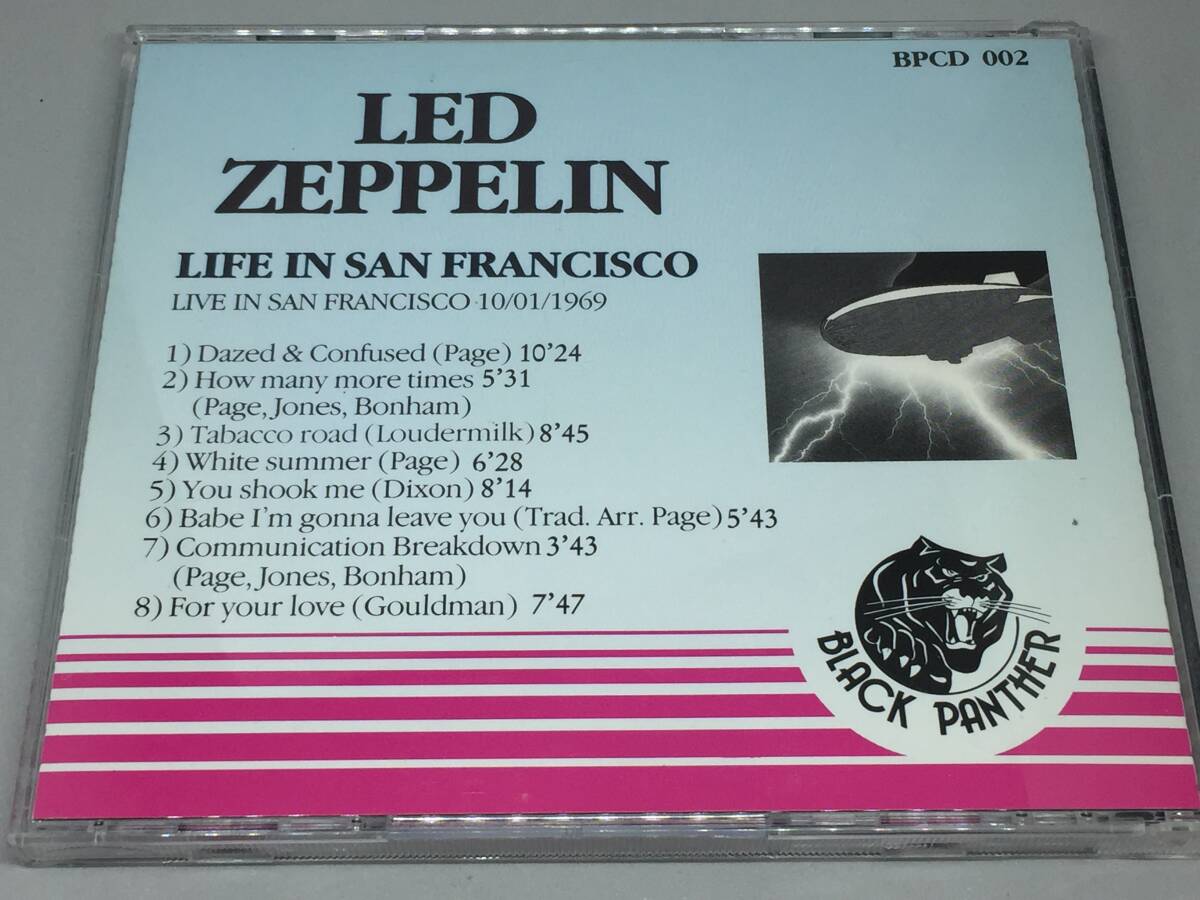 BPCD 002
LED
ZEPPELIN
LIFE IN SAN FRANCISCO
LIVE IN SAN FRANCISCO 10/01/1969
1) Dazed & Confused (Page) 10'24
2) How many more times 5'31
(Page, Jones, Bonham)
3) Tabacco road (Loudermilk) 8'45
4) White summer (Page) 6'28
5) You shook me (Dixon) 8'14
6) Babe I'm gonna leave you (Trad. Arr. Page) 5'43
7) Communication Breakdown 3'43
(Page, Jones, Bonham)
8) For your love (Gouldman) 7'47
BLACK PANTHER